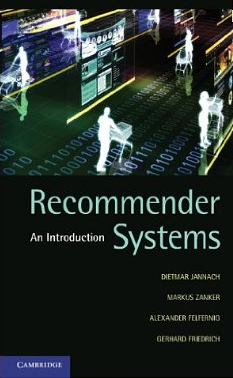 Recommender
An Introduction Systems
DIETMAR JANNACH
MARKUS ZANKER
ALEXANDER FELFERNIG
GERHARD FRIEDRICH
CAMBRIDGE